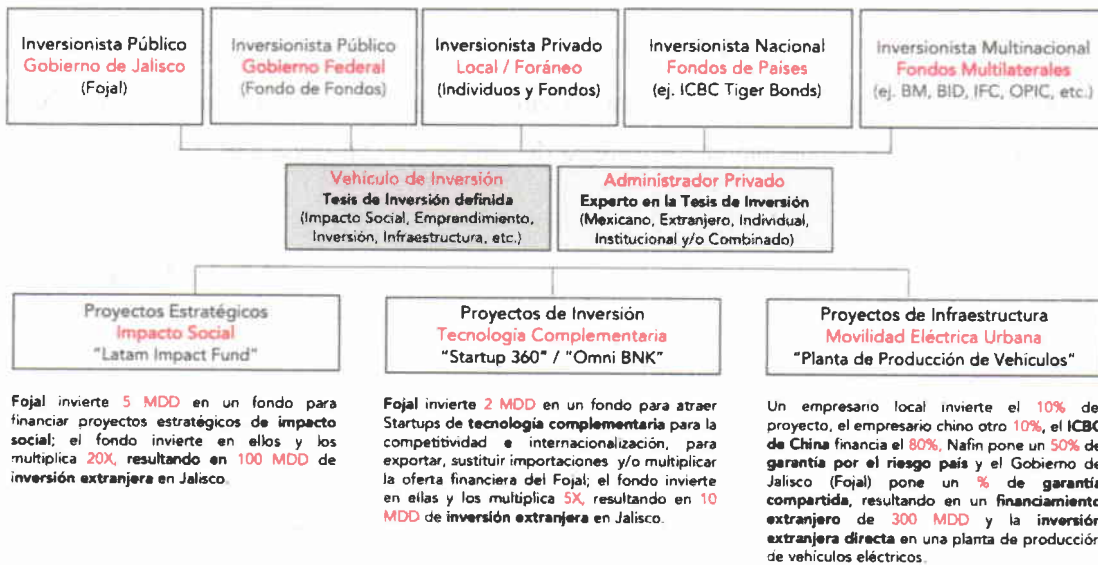 Inversionista Público
Gobierno de Jalisco
(Fojal)
Inversionista Público
Gobierno Federal
(Fondo de Fondos)
Inversionista Privado
Local / Foráneo
(Individuos y Fondos)
Inversionista Nacional
Fondos de Países
(ej. ICBC Tiger Bonds)
Inversionista Multinacional
Fondos Multilaterales
(ej. BM, BID, IFC, OPIC, etc.)
Vehículo de Inversión
Tesis de Inversión definida
(Impacto Social, Emprendimiento,
Inversión, Infraestructura, etc.)
Administrador Privado
Experto en la Tesis de Inversión
(Mexicano, Extranjero, Individual,
Institucional y/o Combinado)
Proyectos Estratégicos
Impacto Social
"Latam Impact Fund"
Proyectos de Inversión
Tecnología Complementaria
"Startup 360" / "Omni BNK"
Proyectos de Infraestructura
Movilidad Eléctrica Urbana
"Planta de Producción de Vehículos"
Fojal invierte 5 MDD en un fondo para
financiar proyectos estratégicos de impacto
social; el fondo invierte en ellos y los
multiplica 20X, resultando en 100 MDD de
inversión extranjera en Jalisco.
Fojal invierte 2 MDD en un fondo para atraer
Startups de tecnología complementaria para la
competitividad e internacionalización, para
exportar, sustituir importaciones y/o multiplicar
la oferta financiera del Fojal; el fondo invierte
en ellas y los multiplica 5X, resultando en 10
MDD de inversión extranjera en Jalisco.
Un empresario local invierte el 10% de
proyecto, el empresario chino otro 10%, el ICBC
de China financia el 80%, Nafin pone un 50% de
garantía por el riesgo país y el Gobierno de
Jalisco (Fojal) pone un % de garantía
compartida, resultando en un financiamiento
extranjero de 300 MDD y la inversión
extranjera directa en una planta de producción
de vehículos eléctricos.